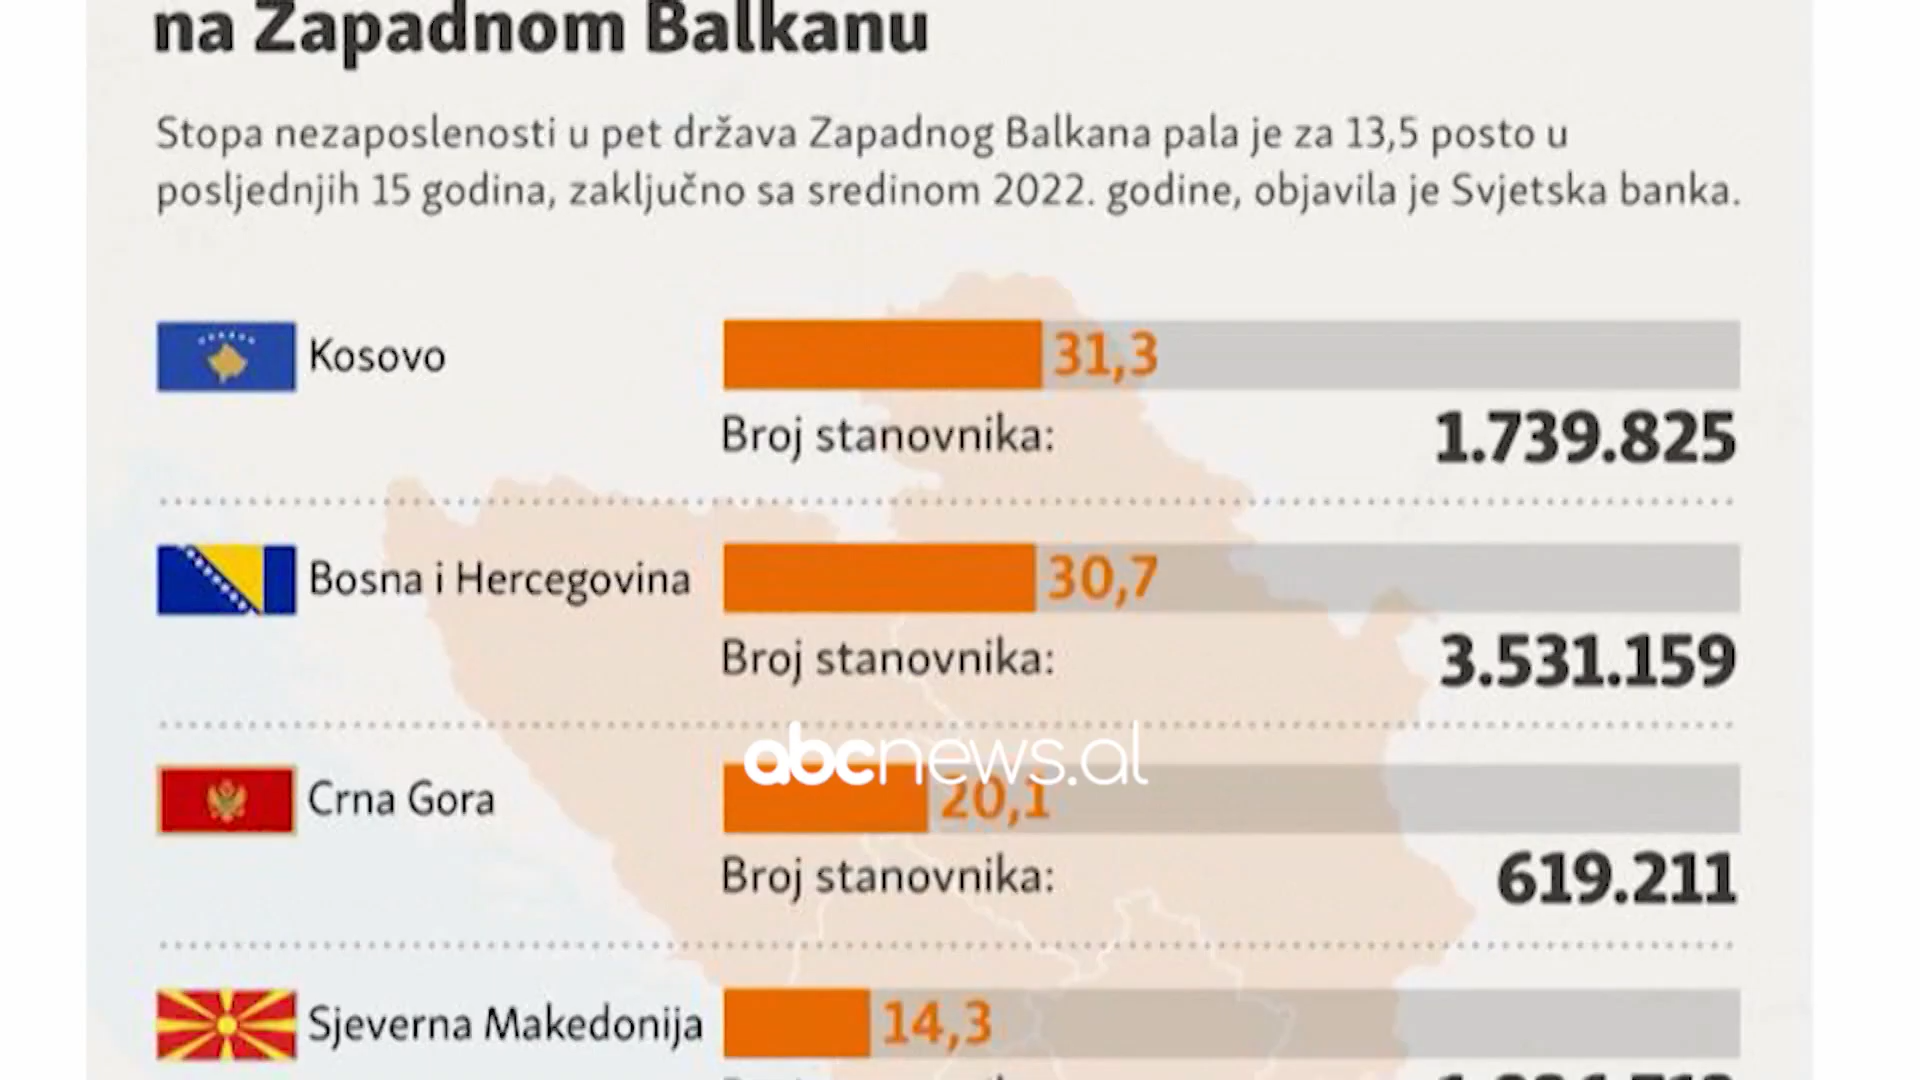 na Zapadnom Balkanu
Stopa nezaposlenosti u pet država Zapadnog Balkana pala je za 13,5 posto u
posljednjih 15 godina, zaključno sa sredinom 2022. godine, objavila je Svjetska banka.
Kosovo 31,3
Broj stanovnika: 1.739.825
Bosna i Hercegovina 30,7
Broj stanovnika: 3.531.159
abcnews.al
Crna Gora 20,1
Broj stanovnika: 619.211
Sjeverna Makedonija 14,3